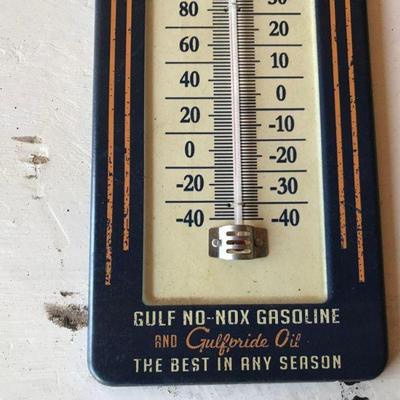 80 30
60 20
40 10
20 0
0 -10
-20 -20
-40 -30
-40
GULF NO-NOX GASOLINE
AND Gulfpride Oil
THE BEST IN ANY SEASON